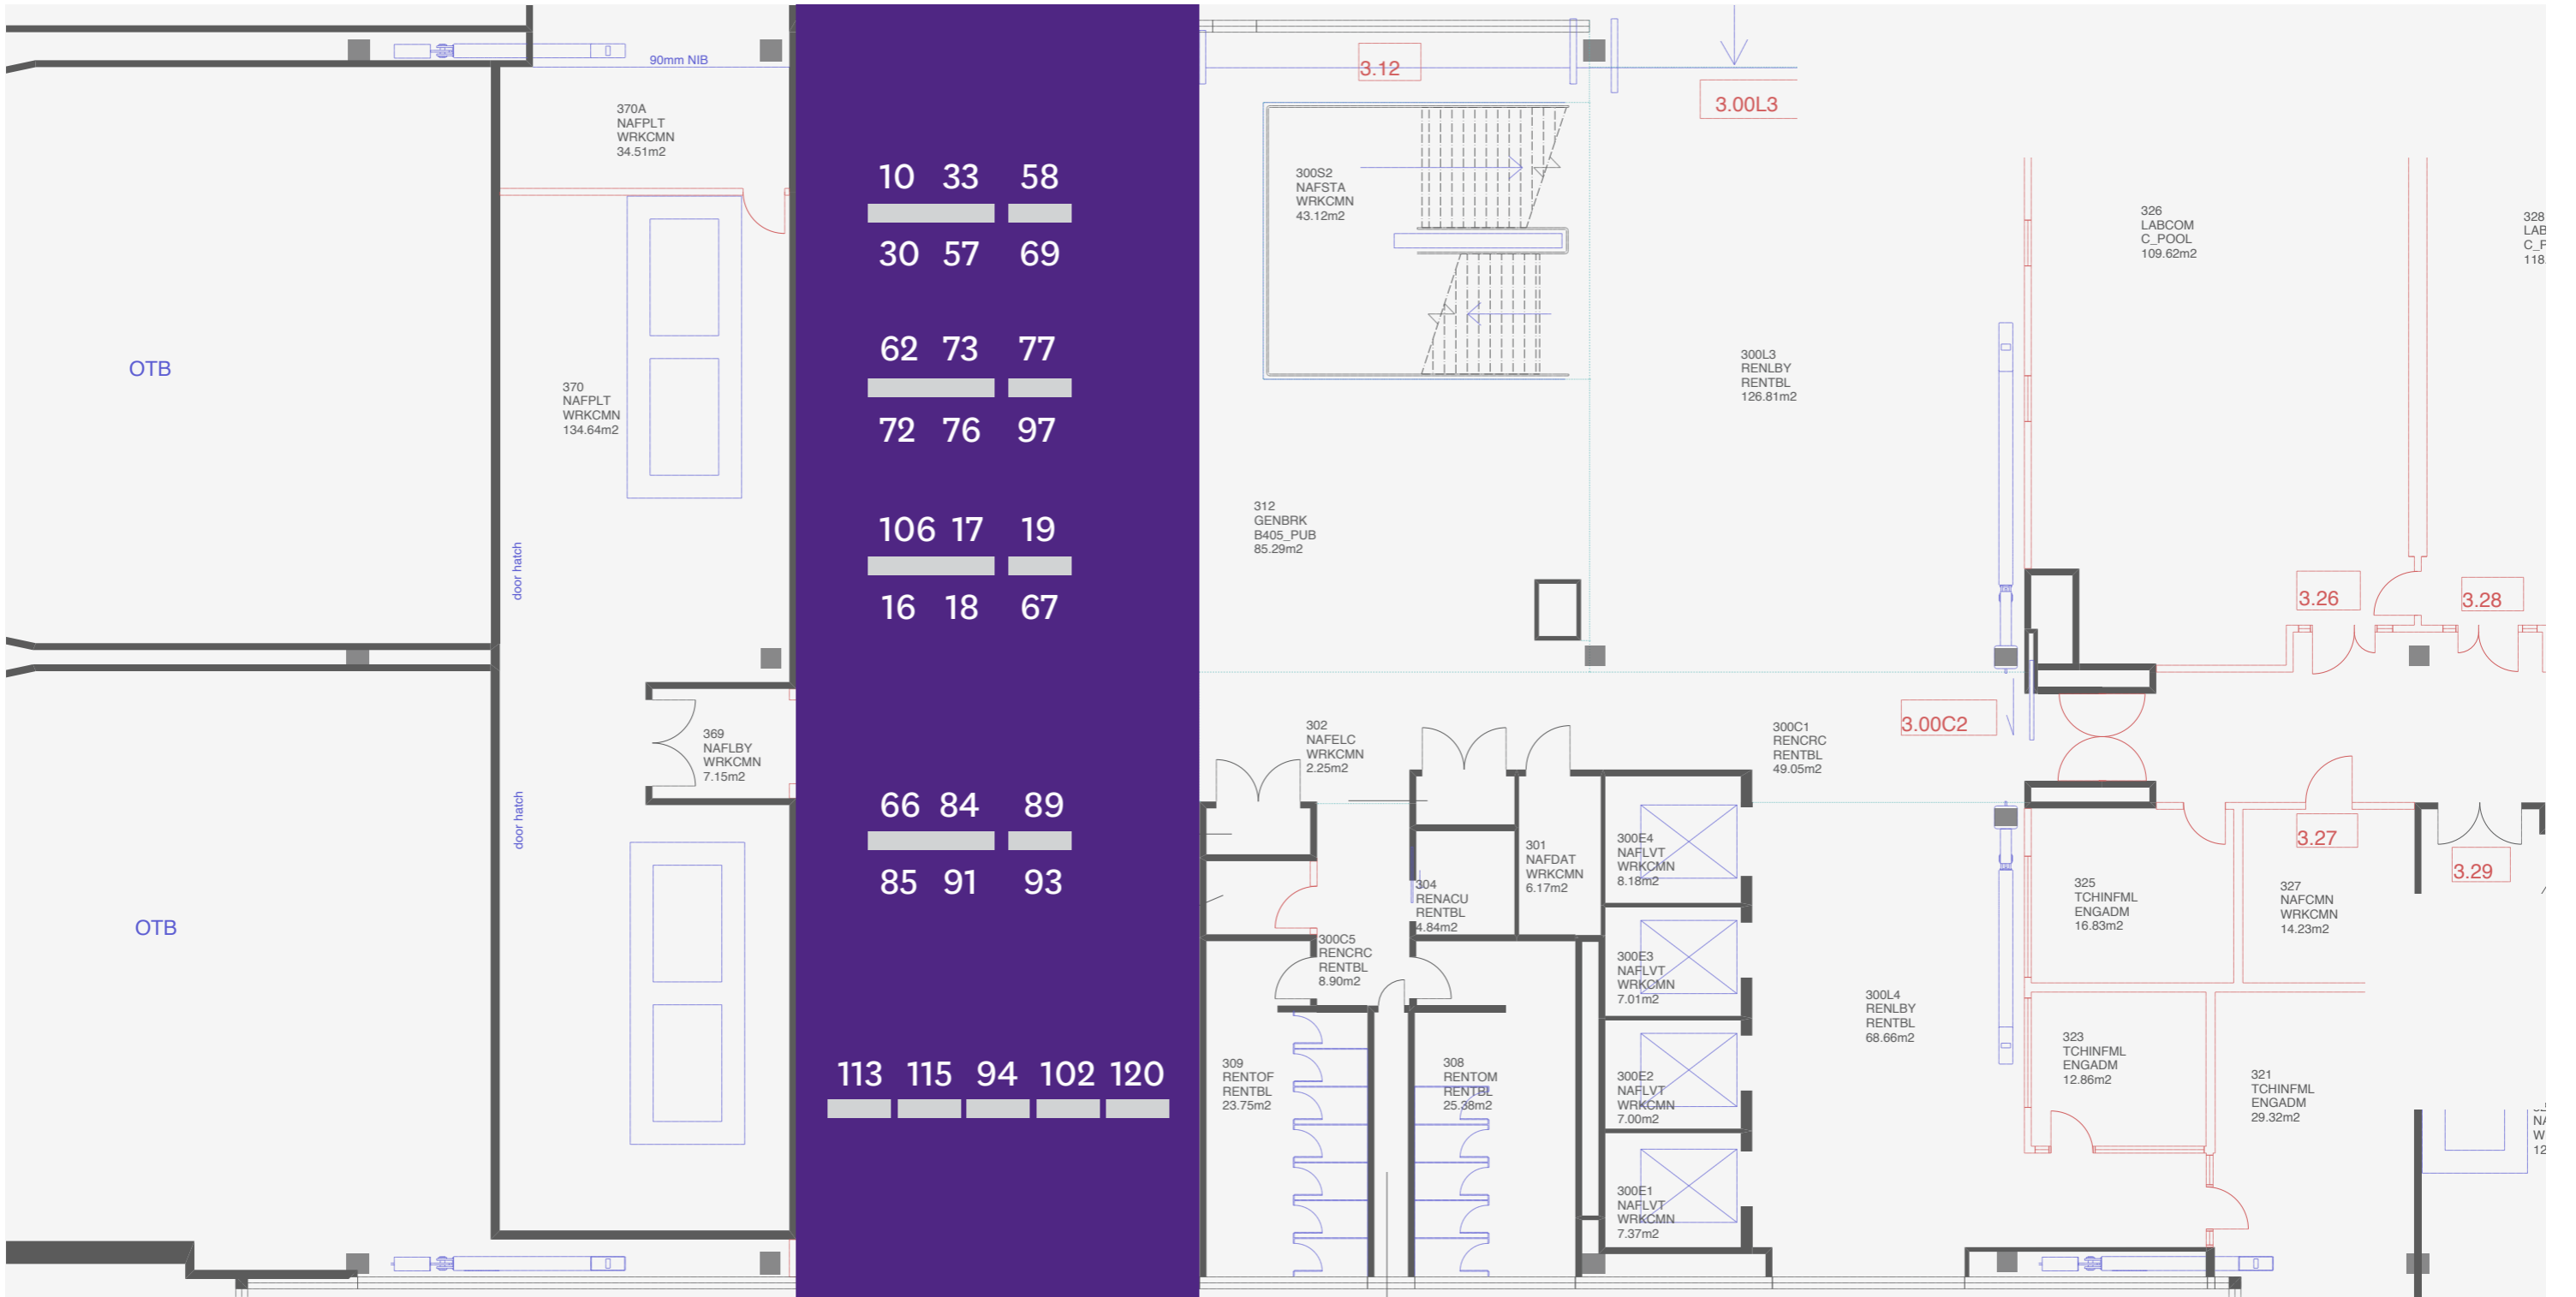 90mm NIB
370A
NAFPLT
WRKCMN
34.51m2
OTB
370
NAFPLT
WRKCMN
134.64m2
door hatch
369
NAFLBY
WRKCMN
7.15m2
door hatch
OTB
10 33 58
30 57 69
62 73 77
72 76 97
106 17 19
16 18 67
66 84 89
85 91 93
113 115 94 102 120
3.12
3.00L3
300S2
NAFSTA
WRKCMN
43.12m2
326
LABCOM
C_POOL
109.62m2
328
LAB
118
300L3
RENLBY
RENTBL
126.81m2
312
GENBRK
B405_PUB
85.29m2
3.26
3.28
302
NAFELC
WRKCMN
2.25m2
300C1
RENCRC
RENTBL
49.05m2
3.00C2
3.27
3.29
301
NAFDAT
WRKCMN
6.17m2
300E4
NAFLVT
WRKCMN
8.18m2
304
RENACU
RENTBL
4.84m2
325
TCHINFML
ENGADM
16.83m2
327
NAFCMN
WRKCMN
14.23m2
300C5
RENCRC
RENTBL
8.90m2
300E3
NAFLVT
WRKCMN
7.01m2
300L4
RENLBY
RENTBL
68.66m2
309
RENTOF
RENTBL
23.75m2
308
RENTOM
RENTBL
25.38m2
300E2
NAFLVT
WRKCMN
7.00m2
323
TCHINFML
ENGADM
12.86m2
321
TCHINFML
ENGADM
29.32m2
300E1
NAFLVT
WRKCMN
7.37m2